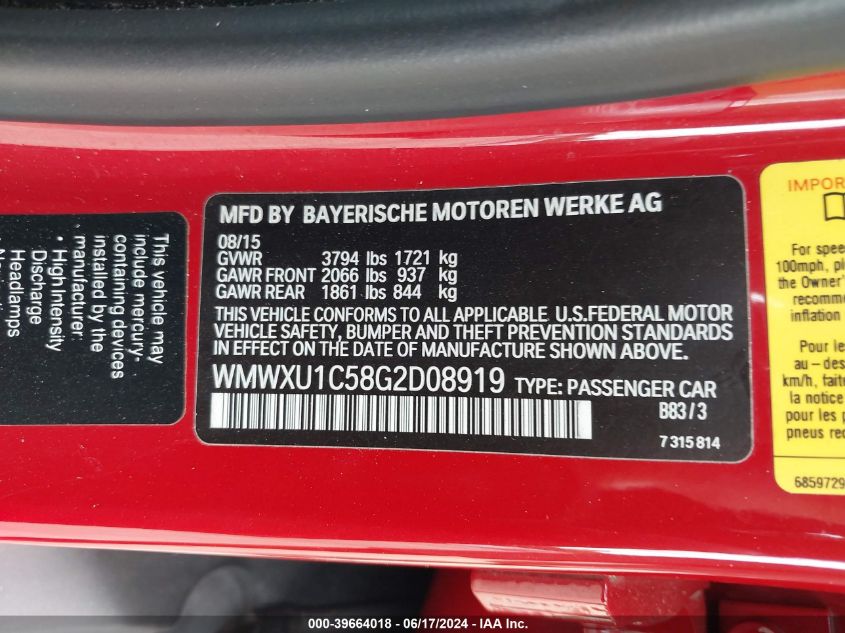 This vehicle may
include mercury-
containing devices
installed by the
• High Intensity
Discharge
Headlamps
MFD BY BAYERISCHE MOTOREN WERKE AG
08/15
GVWR 3794 lbs 1721 kg
GAWR FRONT 2066 lbs 937 kg
GAWR REAR 1861 lbs 844 kg
THIS VEHICLE CONFORMS TO ALL APPLICABLE U.S.FEDERAL MOTOR
VEHICLE SAFETY, BUMPER AND THEFT PREVENTION STANDARDS
IN EFFECT ON THE DATE OF MANUFACTURE SHOWN ABOVE.
WMWXU1C58G2D08919 TYPE: PASSENGER CAR
B83/3
7 315 814
IMPOR
For spee
100mph, pl
the Owner'
recomme
inflation
Pour les
au – des
km/h, faite
la notice
pour les p
pneus rec
6859729
000-39664018 - 06/17/2024 - IAA Inc.